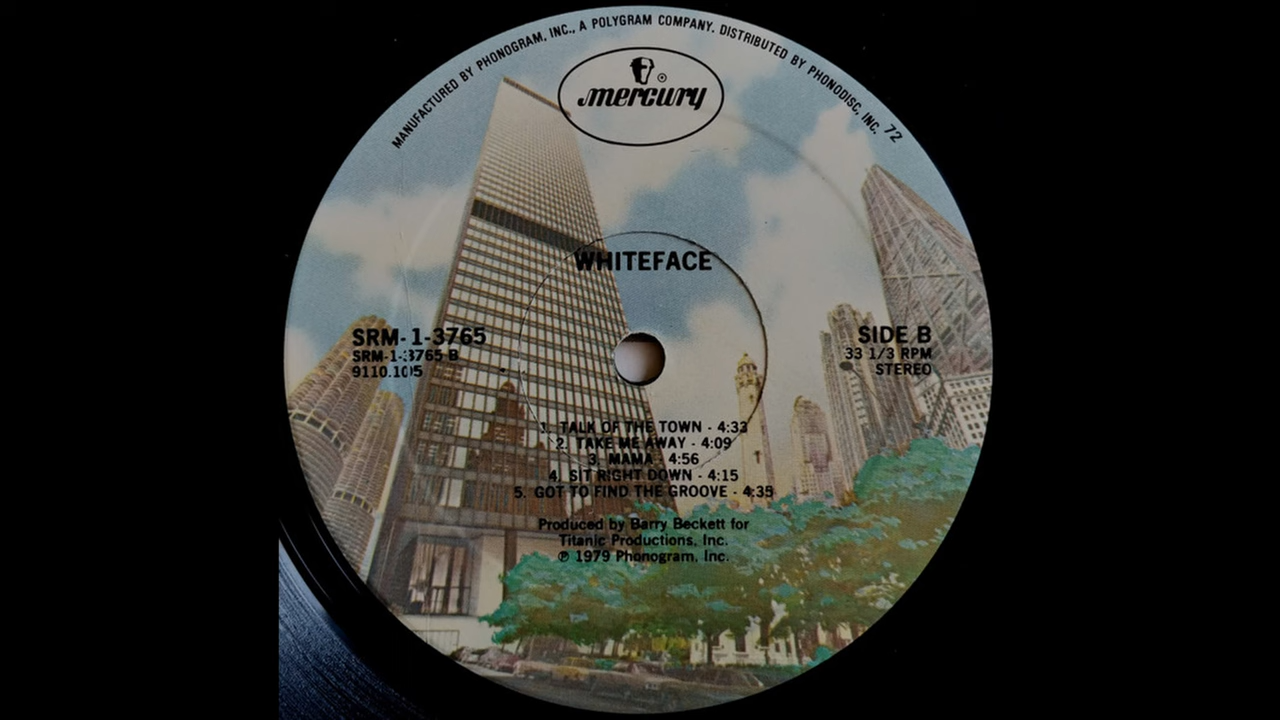 MANUFACTURED BY PHONOGRAM, INC., A POLYGRAM COMPANY. DISTRIBUTED BY PHONODISC, INC. 72
mercury
®
WHITEFACE
SRM-1-3765
SRM-1-3765 B
9110.105
SIDE B
33 1/3 RPM
STEREO
1. TALK OF THE TOWN - 4:33
2. TAKE ME AWAY - 4:09
3. MAMA - 4:56
4. SIT RIGHT DOWN - 4:15
5. GOT TO FIND THE GROOVE - 4:35
Produced by Barry Beckett for
Titanic Productions, Inc.
℗ 1979 Phonogram, Inc.